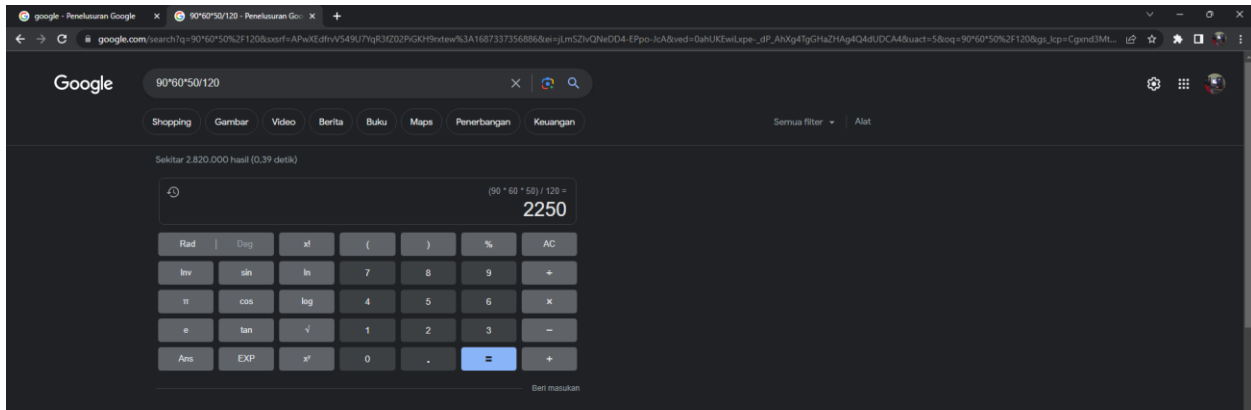 google - Penelusuran Google
90*60*50/120 - Penelusuran Goo
google.com/search?q=90*60*50%2F120&sxsrf=APwXEdfrvV549U7YqR3fZ02PiGKH9nxtew%3A1687337356886&ei=jLmSZIvQNeDD4-EPpo-JcA&ved=0ahUKEwiLxpe-_dP_AhXg4TgGHaZHAg4Q4dUDCA4&uact=5&oq=90*60*50%2F120&gs_lcp=Cgxnd3Mt...
Google
90*60*50/120
Shopping Gambar Video Berita Buku Maps Penerbangan Keuangan Semua filter Alat
Sekitar 2.820.000 hasil (0,39 detik)
(90 * 60 * 50) / 120 =
2250
Rad | Deg x! ( ) % AC
Inv sin ln 7 8 9 ÷
π cos log 4 5 6 ×
e tan √ 1 2 3 −
Ans EXP xʸ 0 . = +
Beri masukan